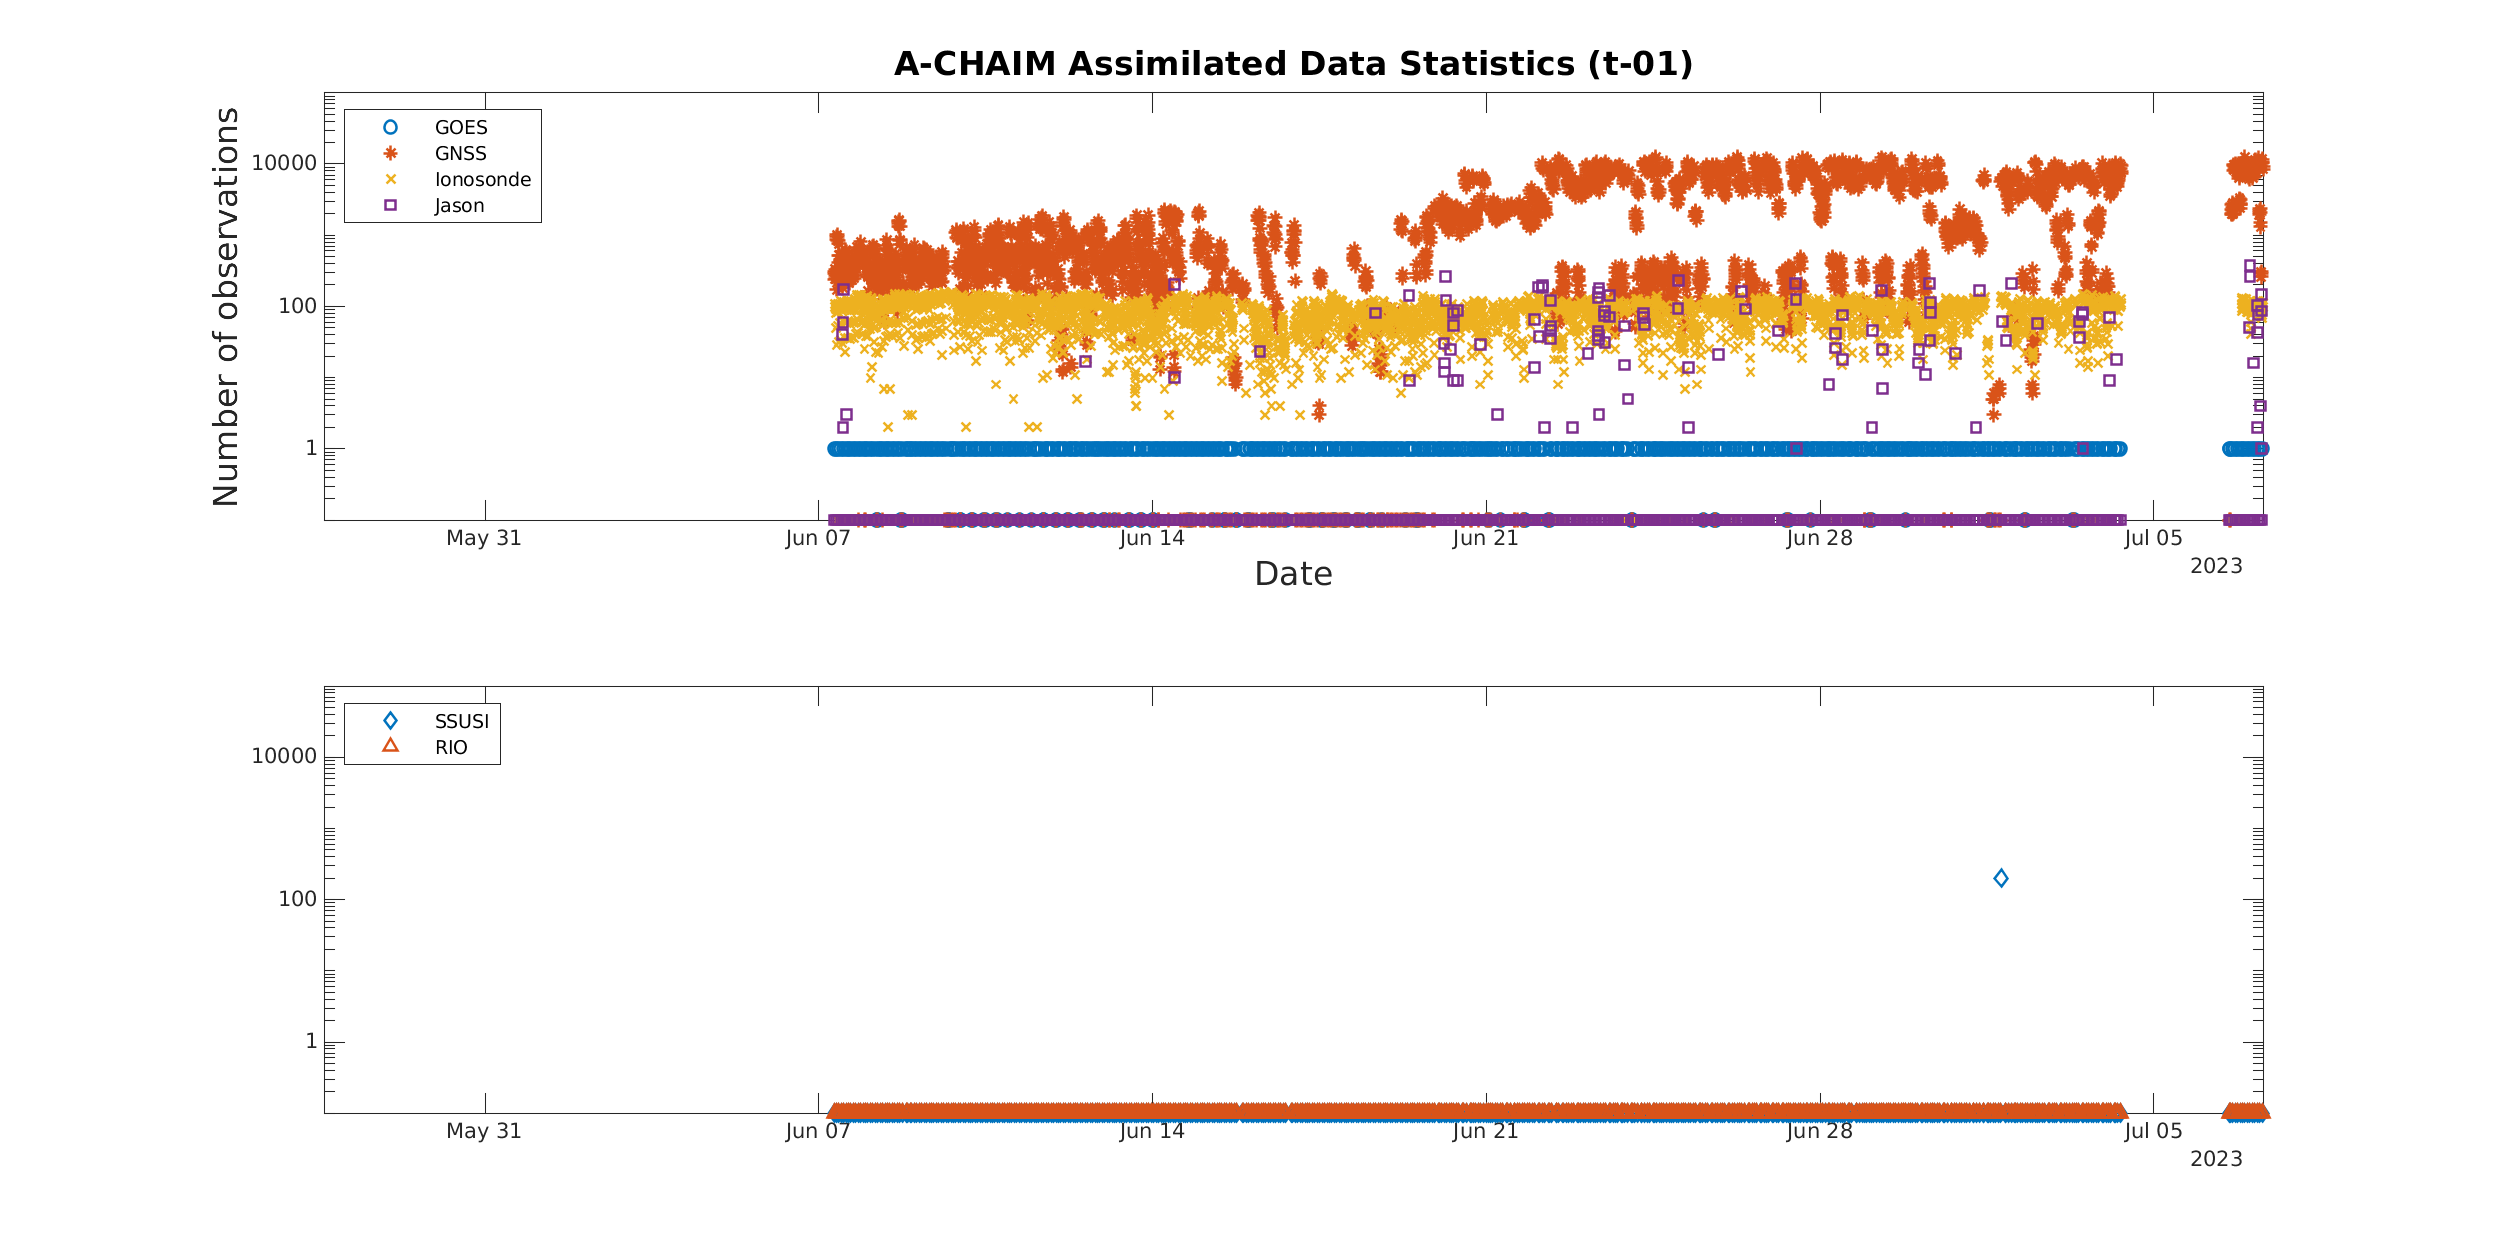 A-CHAIM Assimilated Data Statistics (t-01)
Number of observations
10000
100
1
GOES
GNSS
Ionosonde
Jason
May 31
Jun 07
Jun 14
Jun 21
Jun 28
Jul 05
2023
Date
10000
100
1
SSUSI
RIO
May 31
Jun 07
Jun 14
Jun 21
Jun 28
Jul 05
2023